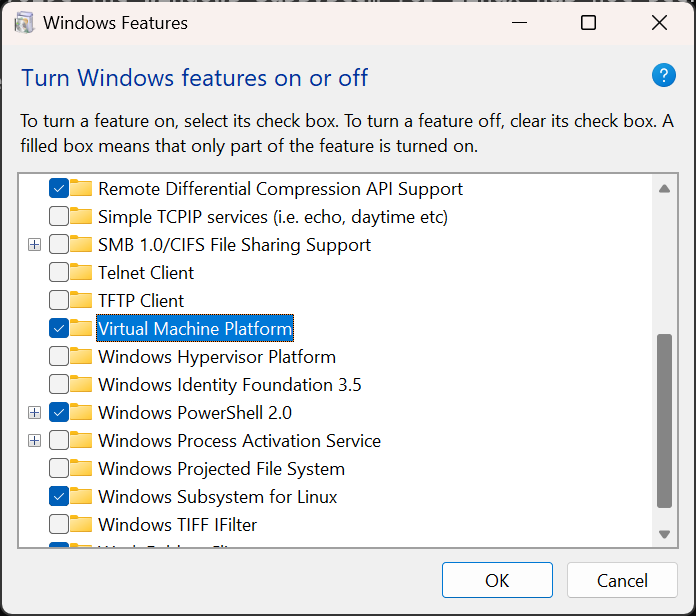 Windows Features
Turn Windows features on or off
?
To turn a feature on, select its check box. To turn a feature off, clear its check box. A
filled box means that only part of the feature is turned on.
Remote Differential Compression API Support
Simple TCPIP services (i.e. echo, daytime etc)
SMB 1.0/CIFS File Sharing Support
Telnet Client
TFTP Client
Virtual Machine Platform
Windows Hypervisor Platform
Windows Identity Foundation 3.5
Windows PowerShell 2.0
Windows Process Activation Service
Windows Projected File System
Windows Subsystem for Linux
Windows TIFF IFilter
OK
Cancel